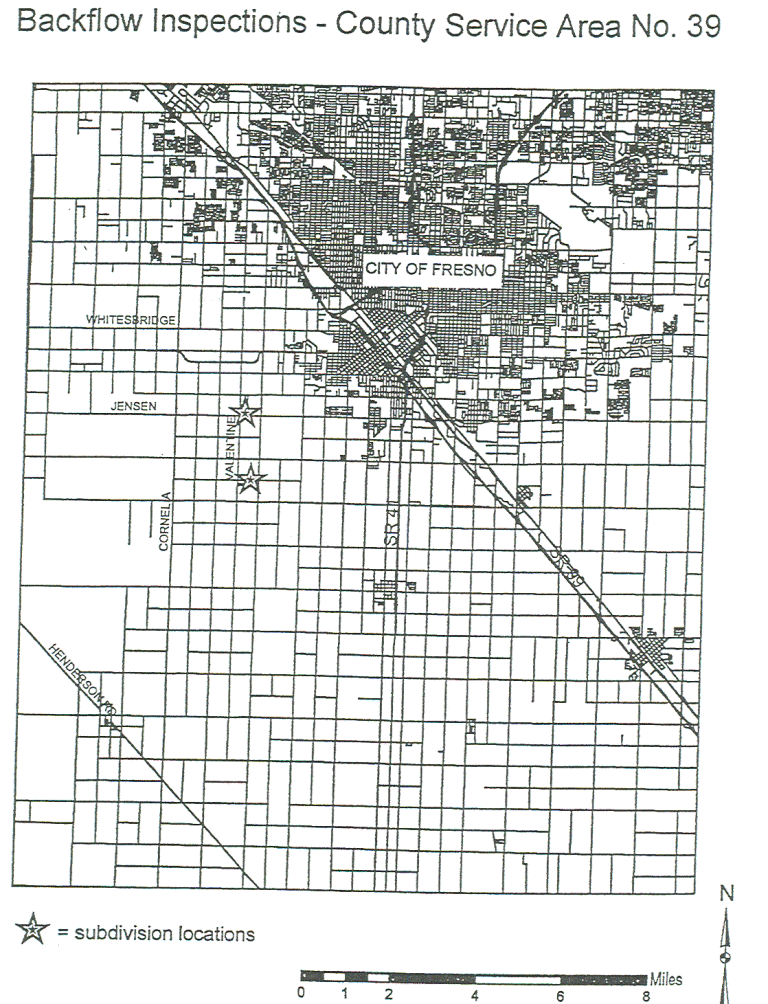 Backflow Inspections - County Service Area No. 39
CITY OF FRESNO
WHITESBRIDGE
JENSEN
VALENTINE
CORNELIA
SR 41
SR 99
HENDERSON RD
N
= subdivision locations
0 1 2 4 6 8 Miles